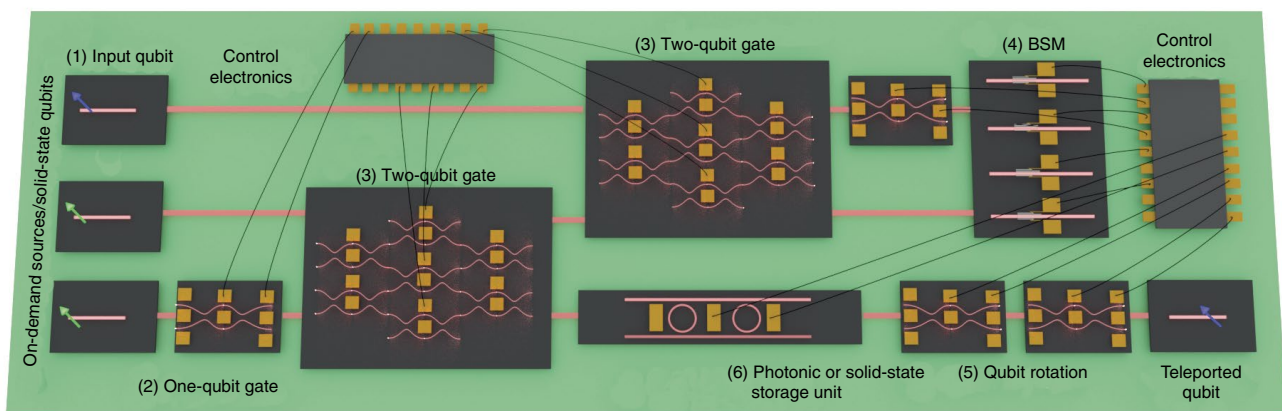 (1) Input qubit
Control
electronics
(3) Two-qubit gate
(4) BSM
Control
electronics
On-demand sources/solid-state qubits
(3) Two-qubit gate
(2) One-qubit gate
(6) Photonic or solid-state
storage unit
(5) Qubit rotation
Teleported
qubit